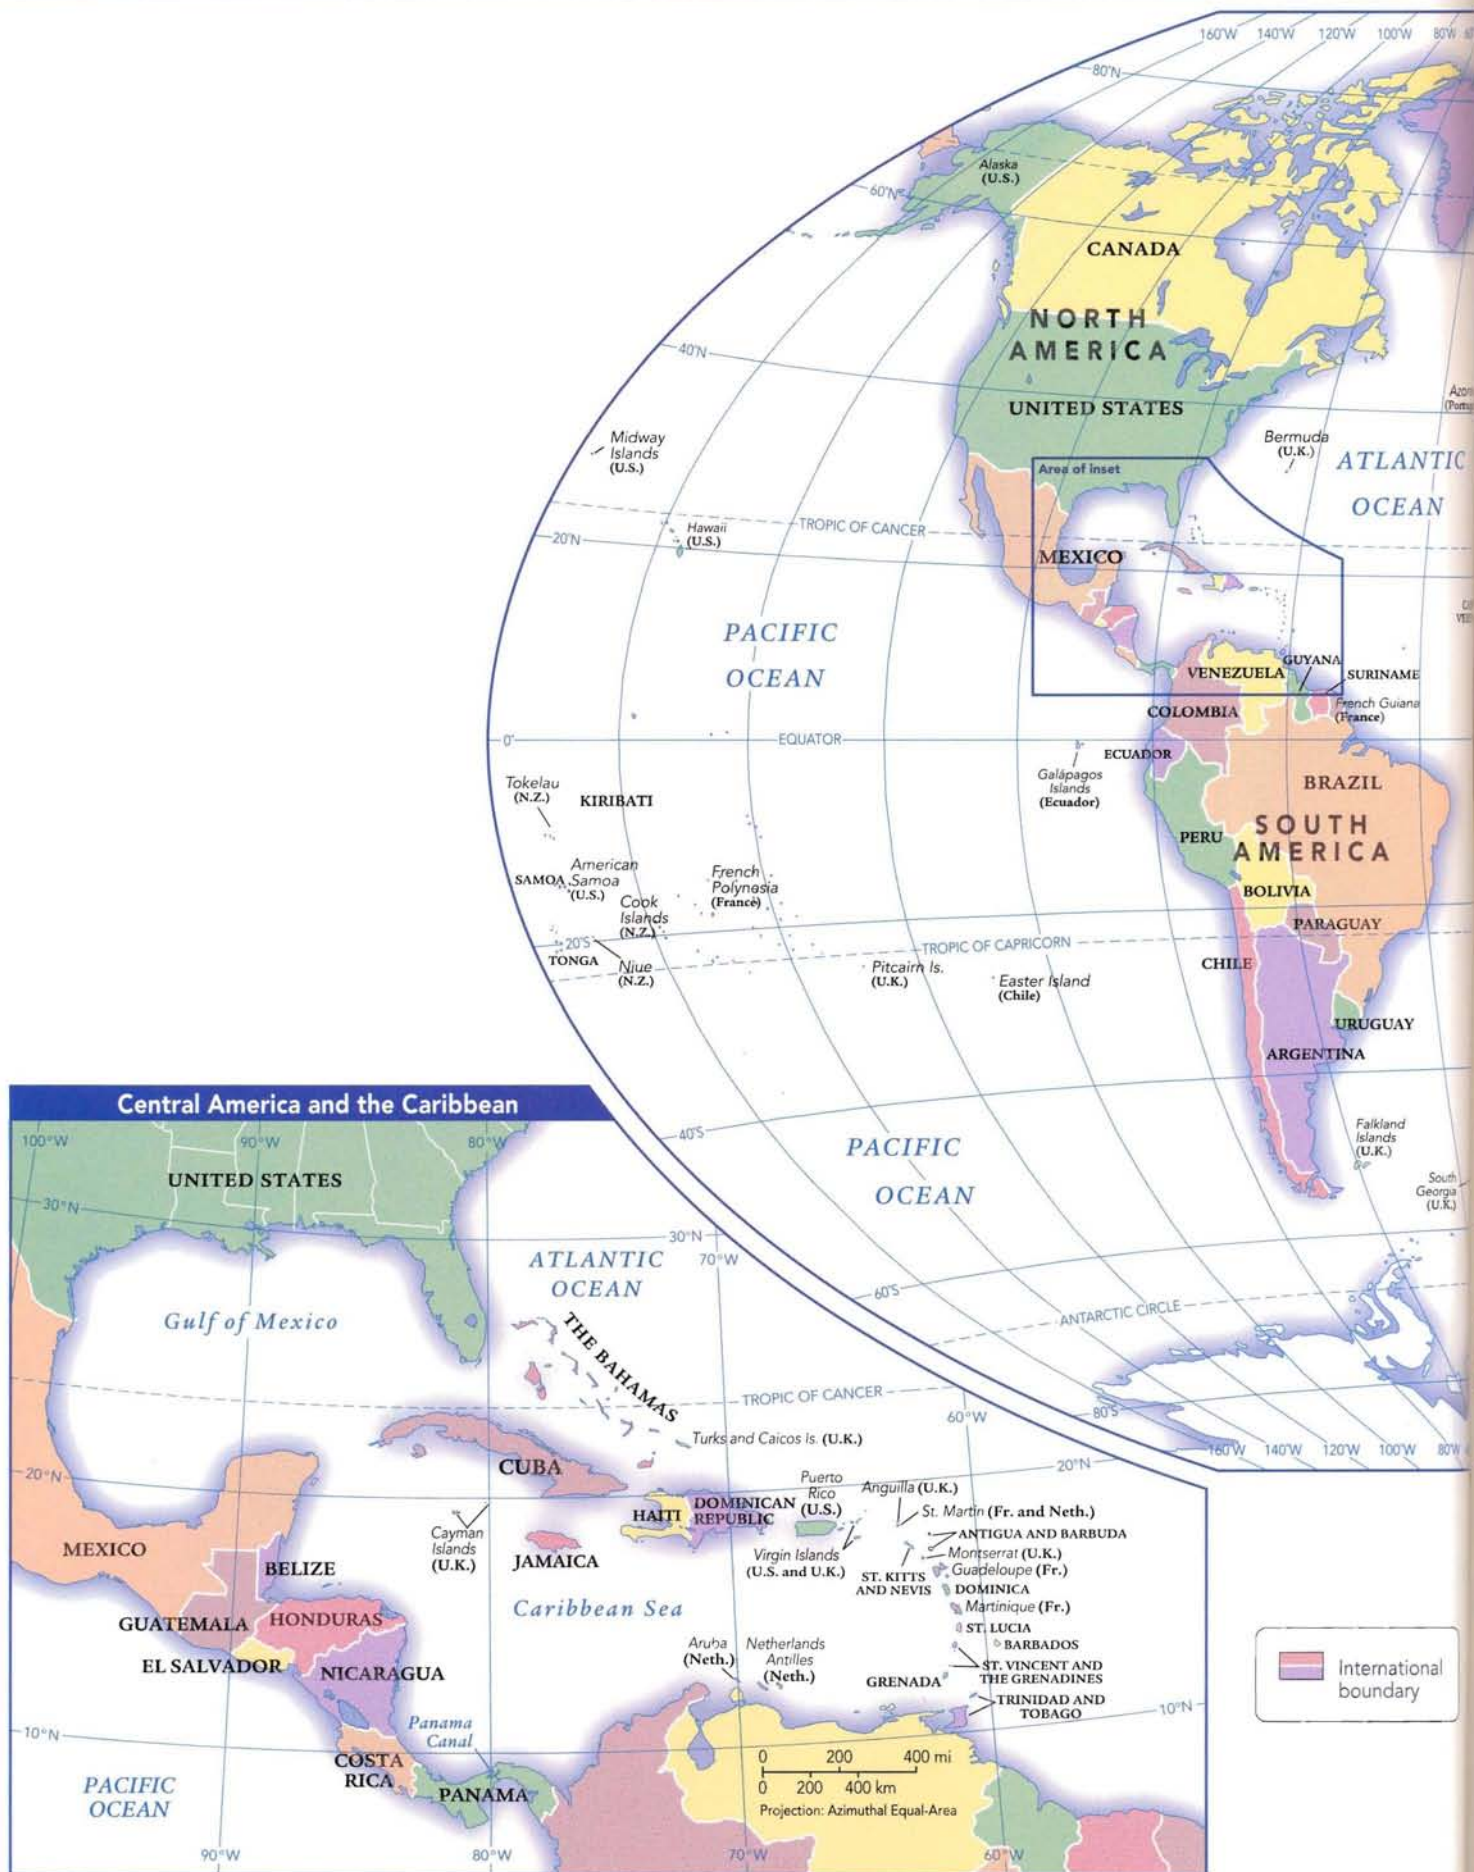 160°W 140°W 120°W 100°W 80°W
80°N
Alaska
(U.S.)
60°N
CANADA
NORTH
AMERICA
40°N
UNITED STATES
Midway
Islands
(U.S.)
Bermuda
(U.K.)
ATLANTIC
OCEAN
Area of inset
Hawaii
(U.S.)
TROPIC OF CANCER
20°N
MEXICO
PACIFIC
OCEAN
GUYANA
VENEZUELA
SURINAME
French Guiana
(France)
COLOMBIA
0°
EQUATOR
ECUADOR
Galápagos
Islands
(Ecuador)
Tokelau
(N.Z.)
KIRIBATI
BRAZIL
SOUTH
AMERICA
PERU
SAMOA
American
Samoa
(U.S.)
French
Polynesia
(France)
BOLIVIA
Cook
Islands
(N.Z.)
PARAGUAY
20°S
TROPIC OF CAPRICORN
TONGA
Niue
(N.Z.)
Pitcairn Is.
(U.K.)
Easter Island
(Chile)
CHILE
URUGUAY
ARGENTINA
40°S
PACIFIC
OCEAN
Falkland
Islands
(U.K.)
South
Georgia
(U.K.)
60°S
ANTARCTIC CIRCLE
80°S
160°W 140°W 120°W 100°W 80°W
Central America and the Caribbean
100°W 90°W 80°W
UNITED STATES
30°N
30°N
70°W
ATLANTIC
OCEAN
Gulf of Mexico
THE BAHAMAS
TROPIC OF CANCER
60°W
Turks and Caicos Is. (U.K.)
20°N
20°N
CUBA
Cayman
Islands
(U.K.)
HAITI
DOMINICAN
REPUBLIC
Puerto
Rico
(U.S.)
Anguilla (U.K.)
St. Martin (Fr. and Neth.)
ANTIGUA AND BARBUDA
Montserrat (U.K.)
Guadeloupe (Fr.)
Virgin Islands
(U.S. and U.K.)
ST. KITTS
AND NEVIS
DOMINICA
Martinique (Fr.)
ST. LUCIA
BARBADOS
ST. VINCENT AND
THE GRENADINES
GRENADA
TRINIDAD AND
TOBAGO
MEXICO
BELIZE
JAMAICA
Caribbean Sea
GUATEMALA
HONDURAS
EL SALVADOR
NICARAGUA
Aruba
(Neth.)
Netherlands
Antilles
(Neth.)
10°N
10°N
Panama
Canal
COSTA
RICA
PANAMA
PACIFIC
OCEAN
0 200 400 mi
0 200 400 km
Projection: Azimuthal Equal-Area
90°W 80°W 70°W 60°W
International
boundary